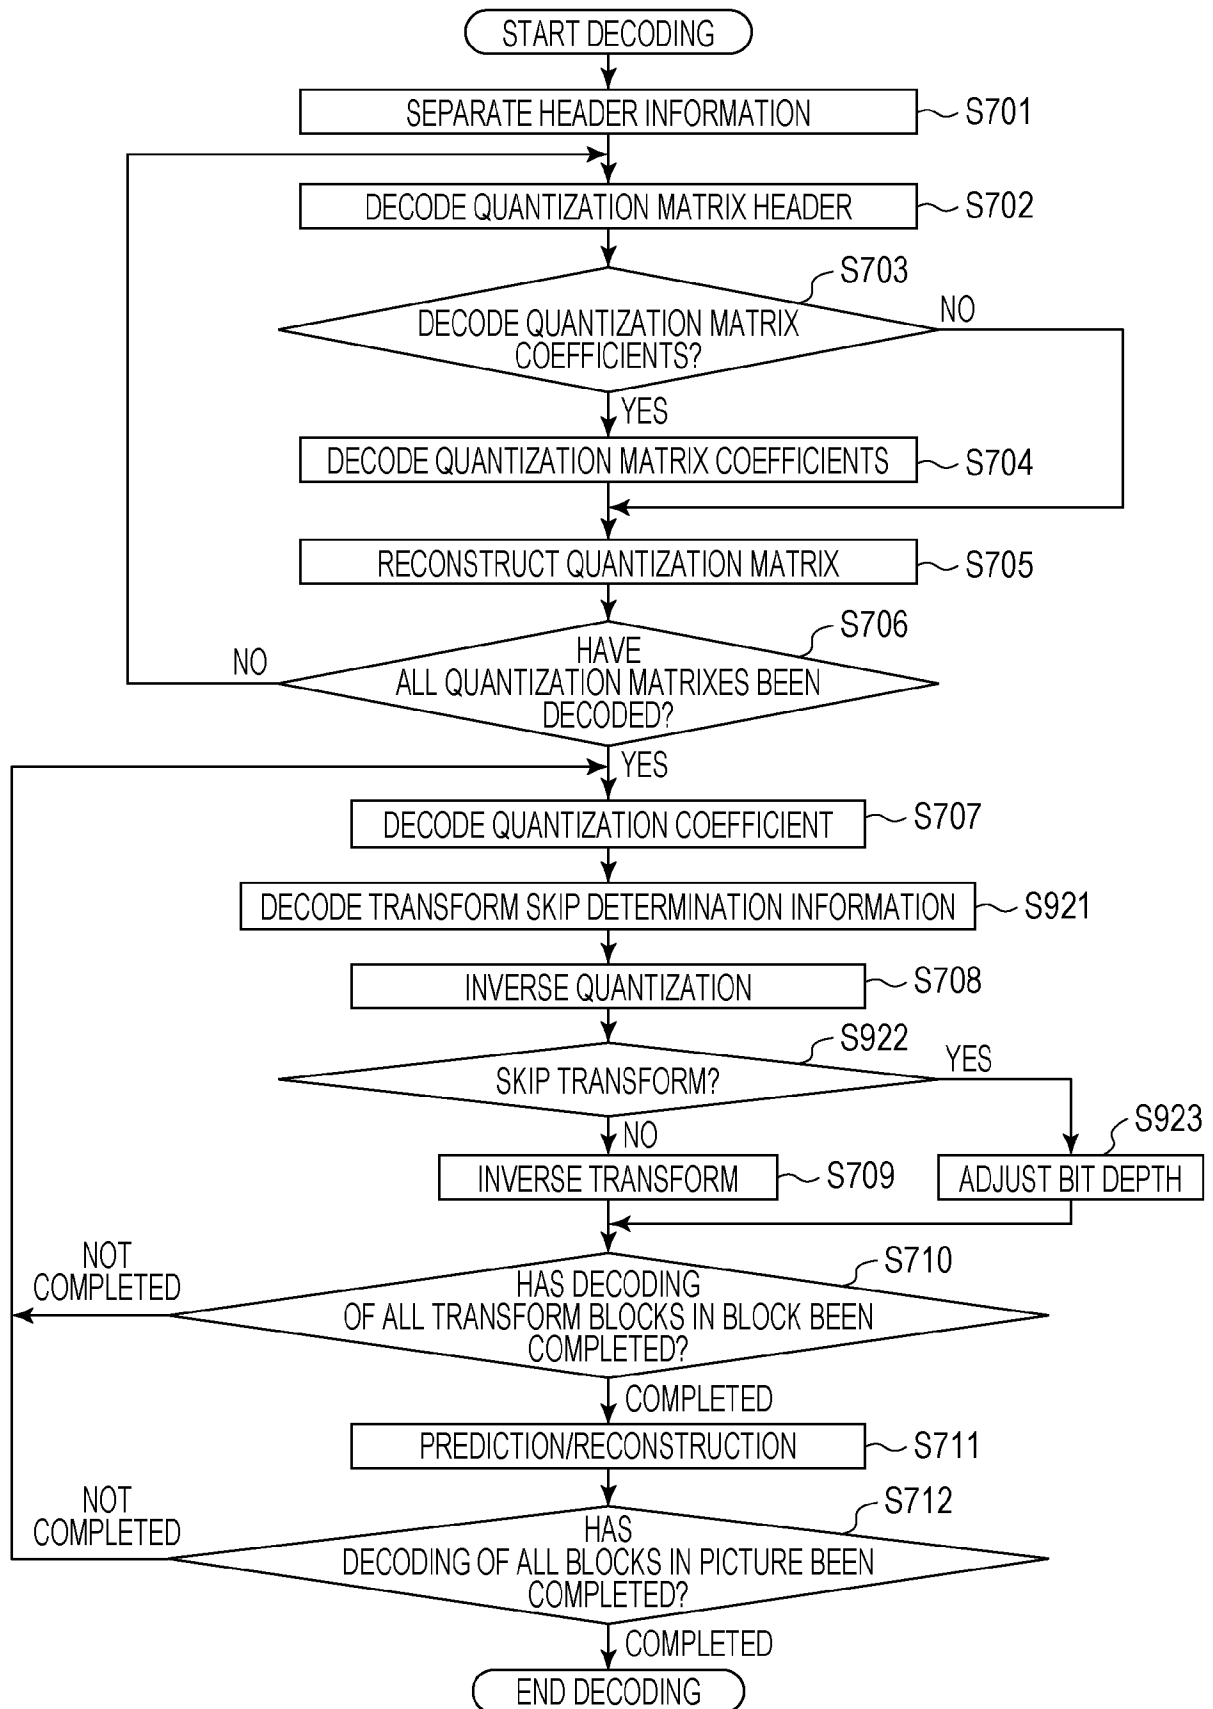 START DECODING
SEPARATE HEADER INFORMATION
S701
DECODE QUANTIZATION MATRIX HEADER
S702
S703
DECODE QUANTIZATION MATRIX
COEFFICIENTS?
NO
YES
DECODE QUANTIZATION MATRIX COEFFICIENTS
S704
RECONSTRUCT QUANTIZATION MATRIX
S705
S706
HAVE
ALL QUANTIZATION MATRIXES BEEN
DECODED?
NO
YES
DECODE QUANTIZATION COEFFICIENT
S707
DECODE TRANSFORM SKIP DETERMINATION INFORMATION
S921
INVERSE QUANTIZATION
S708
S922
SKIP TRANSFORM?
YES
NO
S923
INVERSE TRANSFORM
S709
ADJUST BIT DEPTH
NOT
COMPLETED
S710
HAS DECODING
OF ALL TRANSFORM BLOCKS IN BLOCK BEEN
COMPLETED?
COMPLETED
PREDICTION/RECONSTRUCTION
S711
NOT
COMPLETED
S712
HAS
DECODING OF ALL BLOCKS IN PICTURE BEEN
COMPLETED?
COMPLETED
END DECODING